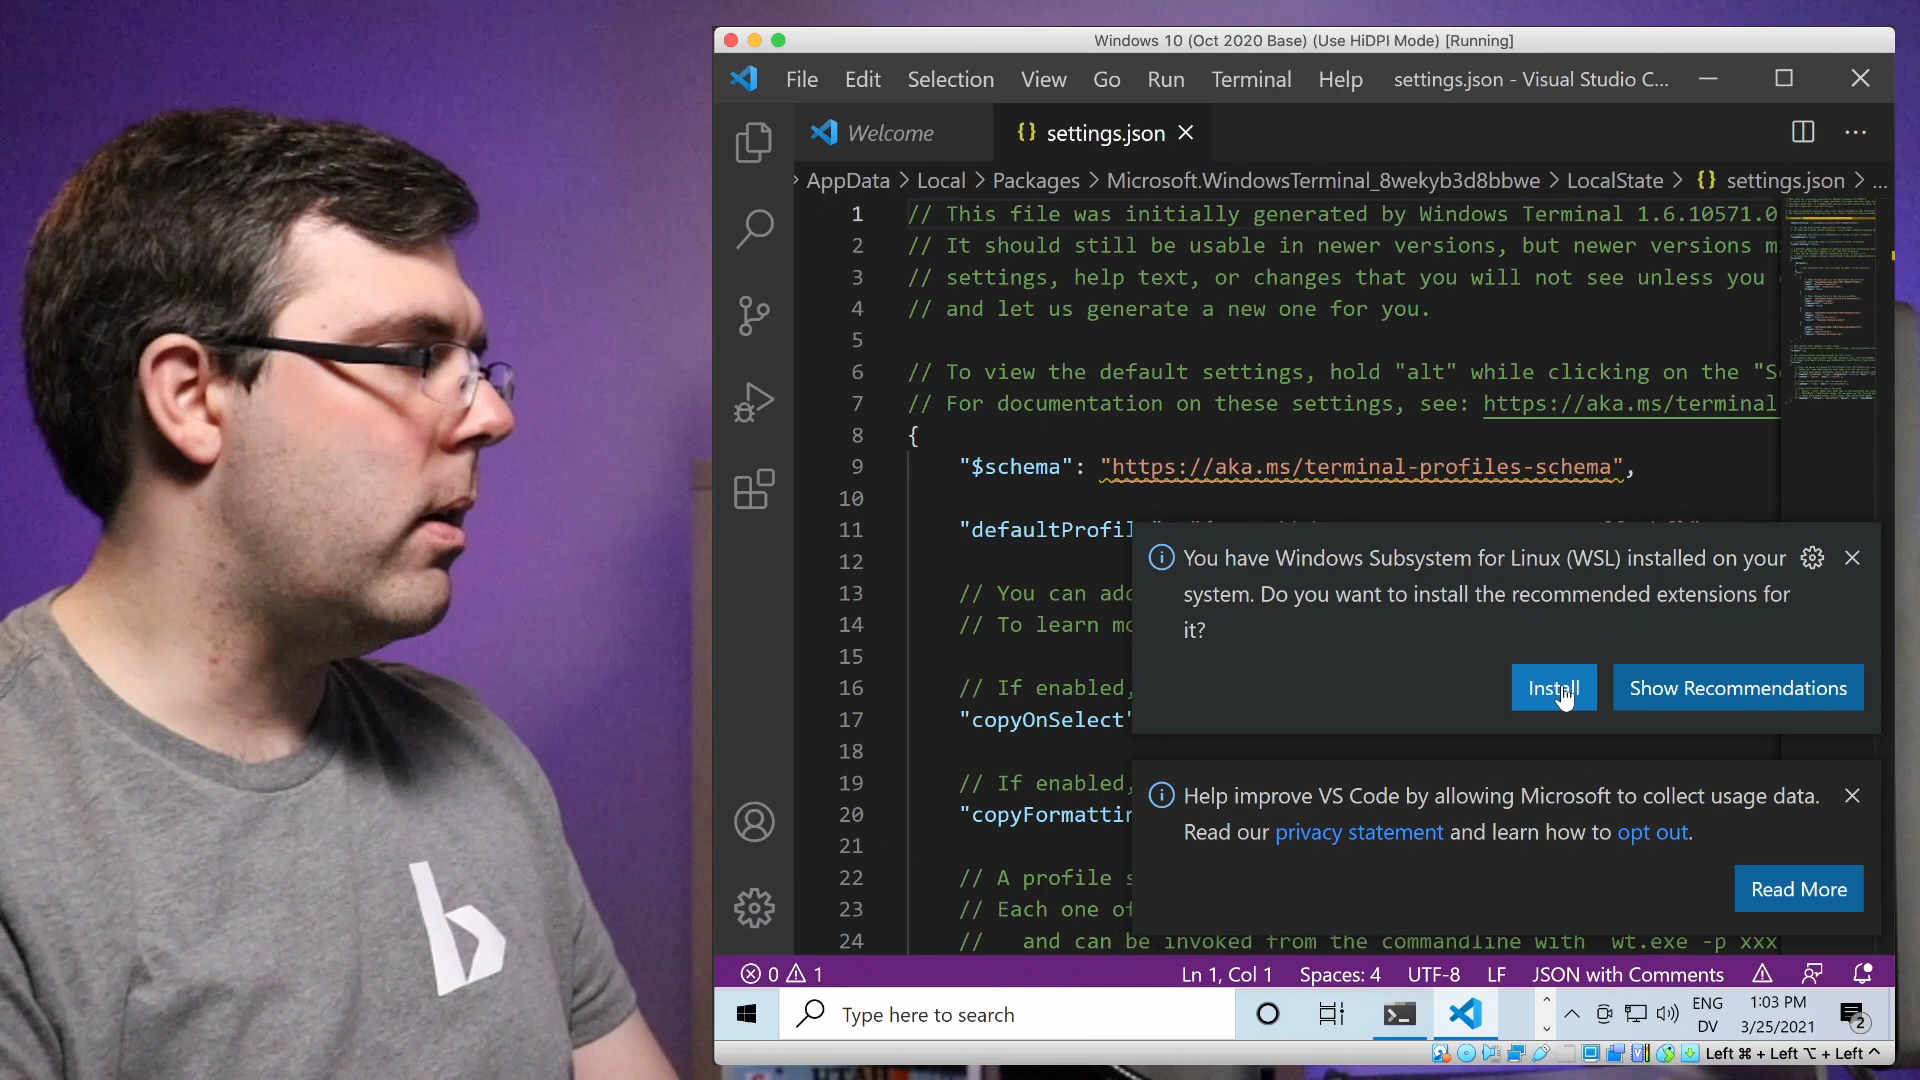 Windows 10 (Oct 2020 Base) (Use HiDPI Mode) [Running]
File Edit Selection View Go Run Terminal Help settings.json - Visual Studio C...
Welcome {} settings.json
> AppData > Local > Packages > Microsoft.WindowsTerminal_8wekyb3d8bbwe > LocalState > {} settings.json > ...
1 // This file was initially generated by Windows Terminal 1.6.10571.0
2 // It should still be usable in newer versions, but newer versions m
3 // settings, help text, or changes that you will not see unless you
4 // and let us generate a new one for you.
5
6 // To view the default settings, hold "alt" while clicking on the "S
7 // For documentation on these settings, see: https://aka.ms/terminal
8 {
9 "$schema": "https://aka.ms/terminal-profiles-schema",
10
11 "defaultProfil
12
13 // You can add
14 // To learn mo
15
16 // If enabled,
17 "copyOnSelect"
18
19 // If enabled,
20 "copyFormattin
21
22 // A profile s
23 // Each one of
24 // and can be invoked from the commandline with wt.exe -p xxx
You have Windows Subsystem for Linux (WSL) installed on your
system. Do you want to install the recommended extensions for
it?
Install Show Recommendations
Help improve VS Code by allowing Microsoft to collect usage data.
Read our privacy statement and learn how to opt out.
Read More
0 1 Ln 1, Col 1 Spaces: 4 UTF-8 LF JSON with Comments
Type here to search
ENG
DV
1:03 PM
3/25/2021
2
Left ⌘ + Left ⌥ + Left ^
b